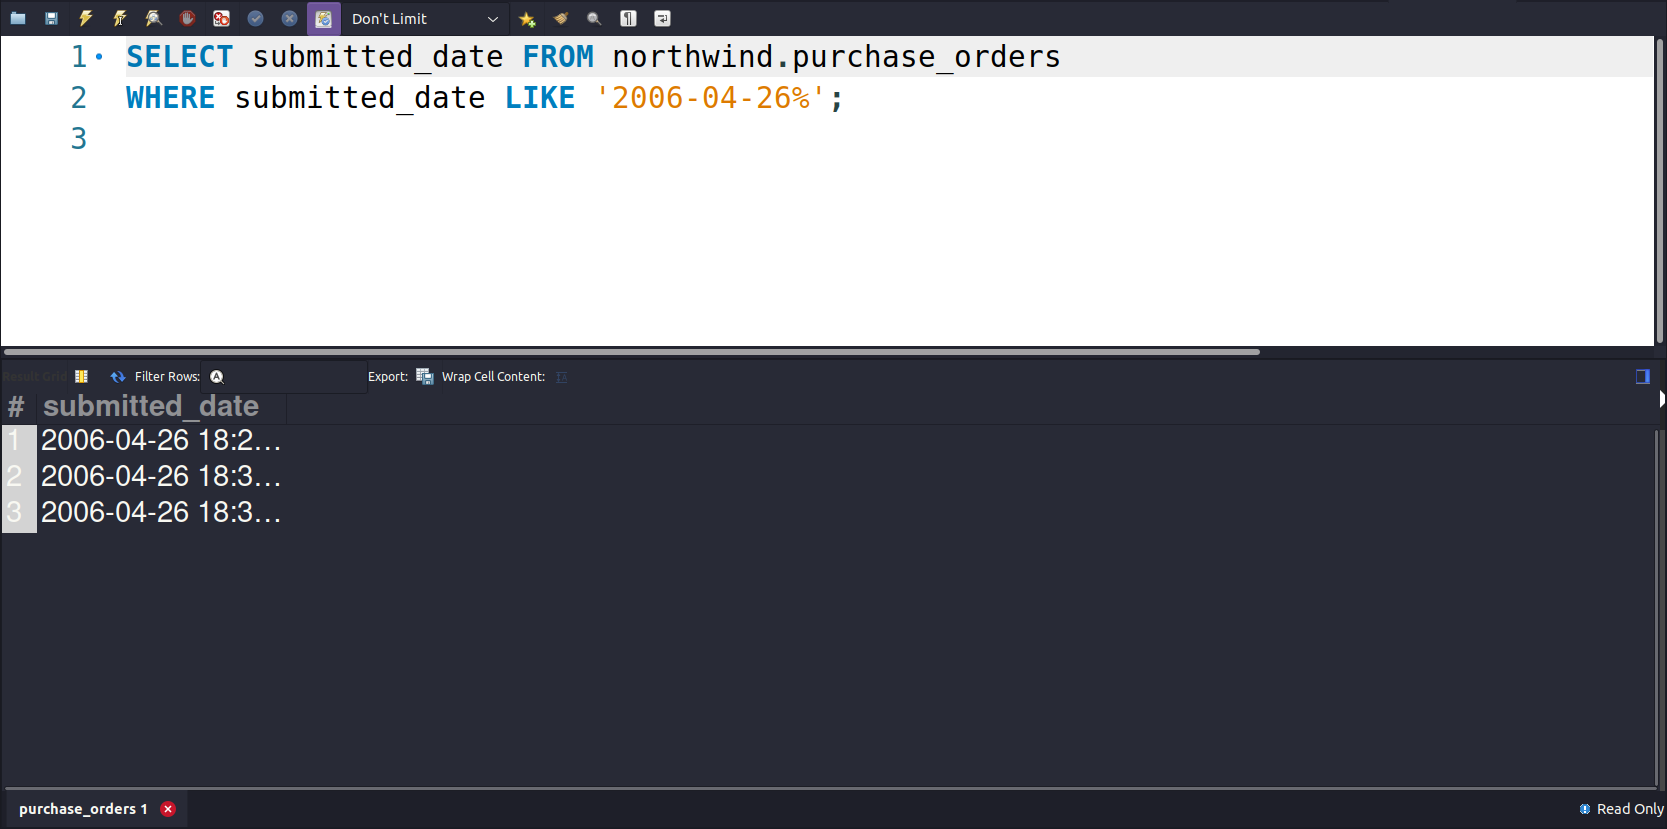 Don't Limit
1 SELECT submitted_date FROM northwind.purchase_orders
2 WHERE submitted_date LIKE '2006-04-26%';
3
Result Grid Filter Rows: Export: Wrap Cell Content:
# submitted_date
1 2006-04-26 18:2...
2 2006-04-26 18:3...
3 2006-04-26 18:3...
purchase_orders 1 Read Only